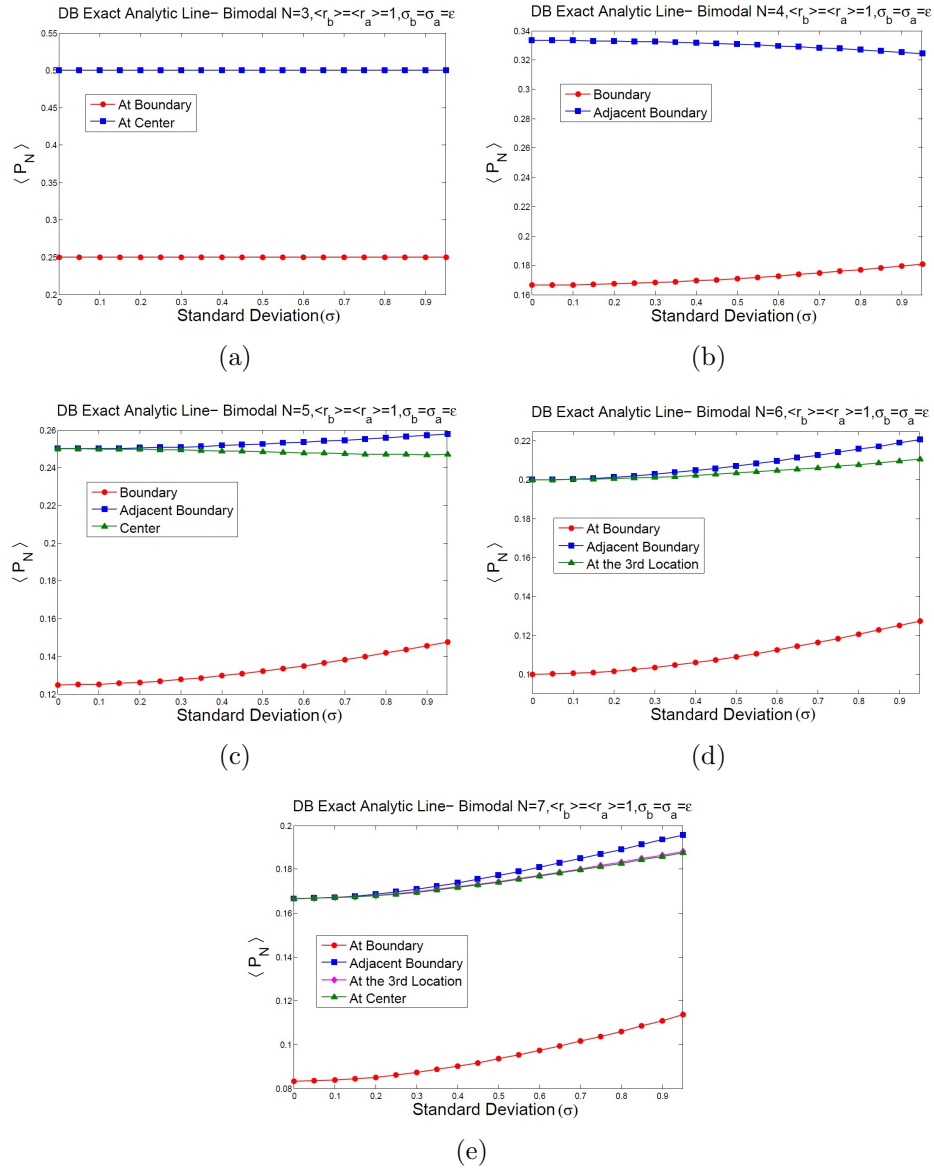 DB Exact Analytic Line− Bimodal N=3,<r_b>=<r_a>=1,σ_b=σ_a=ε
0.55
0.5
0.45
0.4
0.35
0.3
0.25
0.2
⟨ P_N ⟩
At Boundary
At Center
0 0.1 0.2 0.3 0.4 0.5 0.6 0.7 0.8 0.9
Standard Deviation(σ)
(a)
DB Exact Analytic Line− Bimodal N=4,<r_b>=<r_a>=1,σ_b=σ_a=ε
0.34
0.32
0.3
0.28
0.26
0.24
0.22
0.2
0.18
0.16
⟨ P_N ⟩
Boundary
Adjacent Boundary
0 0.1 0.2 0.3 0.4 0.5 0.6 0.7 0.8 0.9
Standard Deviation(σ)
(b)
DB Exact Analytic Line− Bimodal N=5,<r_b>=<r_a>=1,σ_b=σ_a=ε
0.26
0.24
0.22
0.2
0.18
0.16
0.14
0.12
⟨ P_N ⟩
Boundary
Adjacent Boundary
Center
0 0.1 0.2 0.3 0.4 0.5 0.6 0.7 0.8 0.9
Standard Deviation(σ)
(c)
DB Exact Analytic Line− Bimodal N=6,<r_b>=<r_a>=1,σ_b=σ_a=ε
0.22
0.2
0.18
0.16
0.14
0.12
0.1
⟨ P_N ⟩
At Boundary
Adjacent Boundary
At the 3rd Location
0 0.1 0.2 0.3 0.4 0.5 0.6 0.7 0.8 0.9
Standard Deviation(σ)
(d)
DB Exact Analytic Line− Bimodal N=7,<r_b>=<r_a>=1,σ_b=σ_a=ε
0.2
0.18
0.16
0.14
0.12
0.1
0.08
⟨ P_N ⟩
At Boundary
Adjacent Boundary
At the 3rd Location
At Center
0 0.1 0.2 0.3 0.4 0.5 0.6 0.7 0.8 0.9
Standard Deviation(σ)
(e)